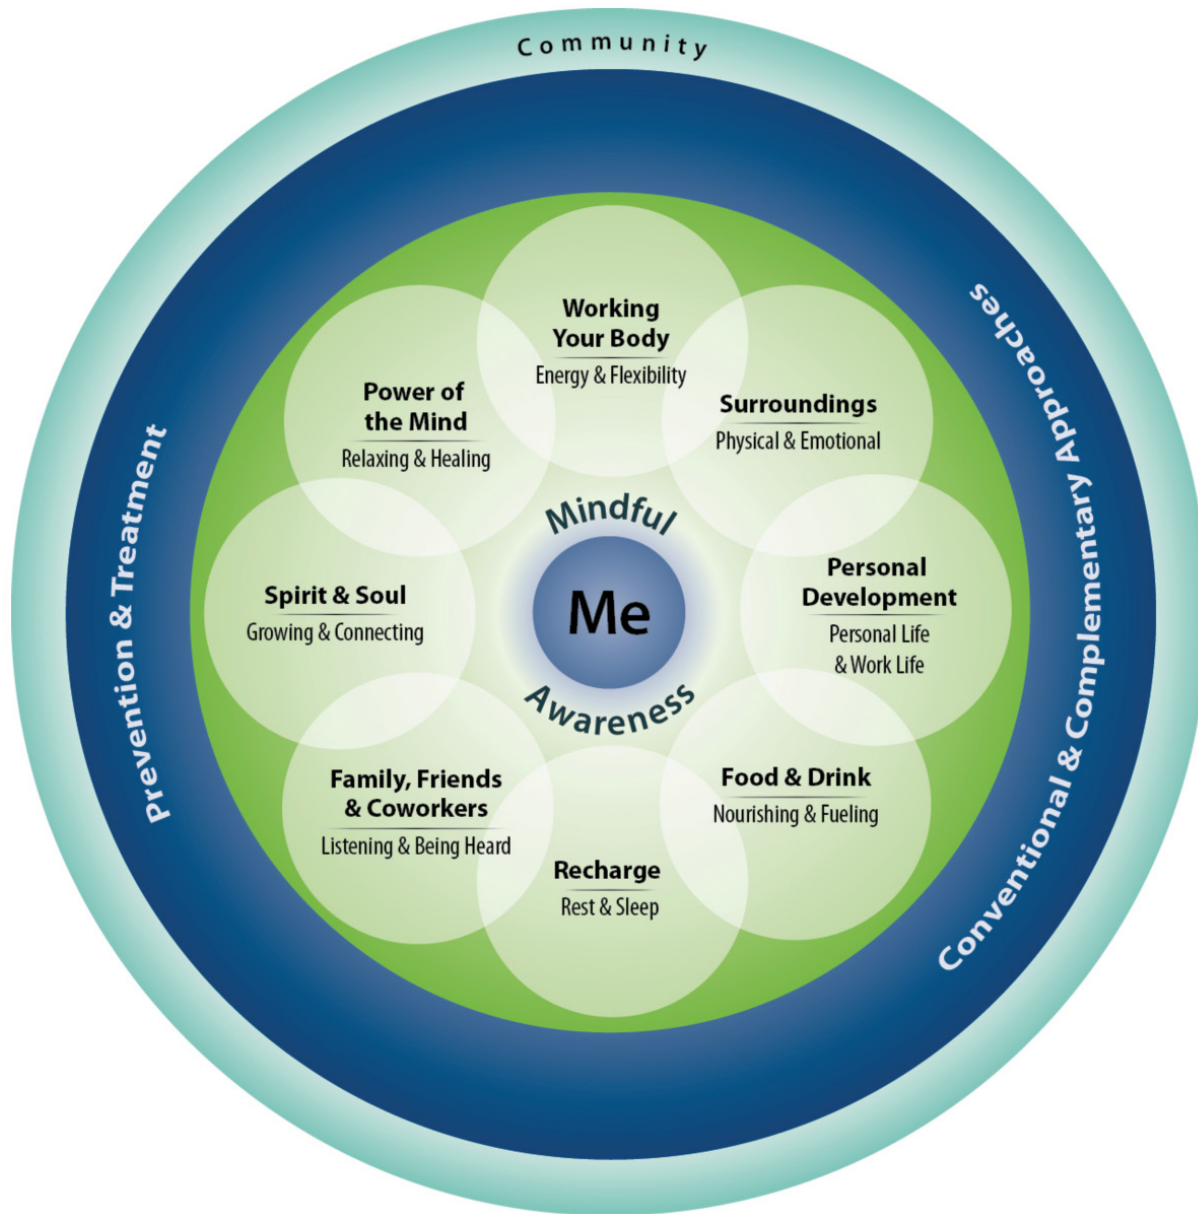 Community
Prevention & Treatment
Conventional & Complementary Approaches
Working
Your Body
Energy & Flexibility
Surroundings
Physical & Emotional
Personal
Development
Personal Life
& Work Life
Food & Drink
Nourishing & Fueling
Recharge
Rest & Sleep
Family, Friends
& Coworkers
Listening & Being Heard
Spirit & Soul
Growing & Connecting
Power of
the Mind
Relaxing & Healing
Mindful
Me
Awareness